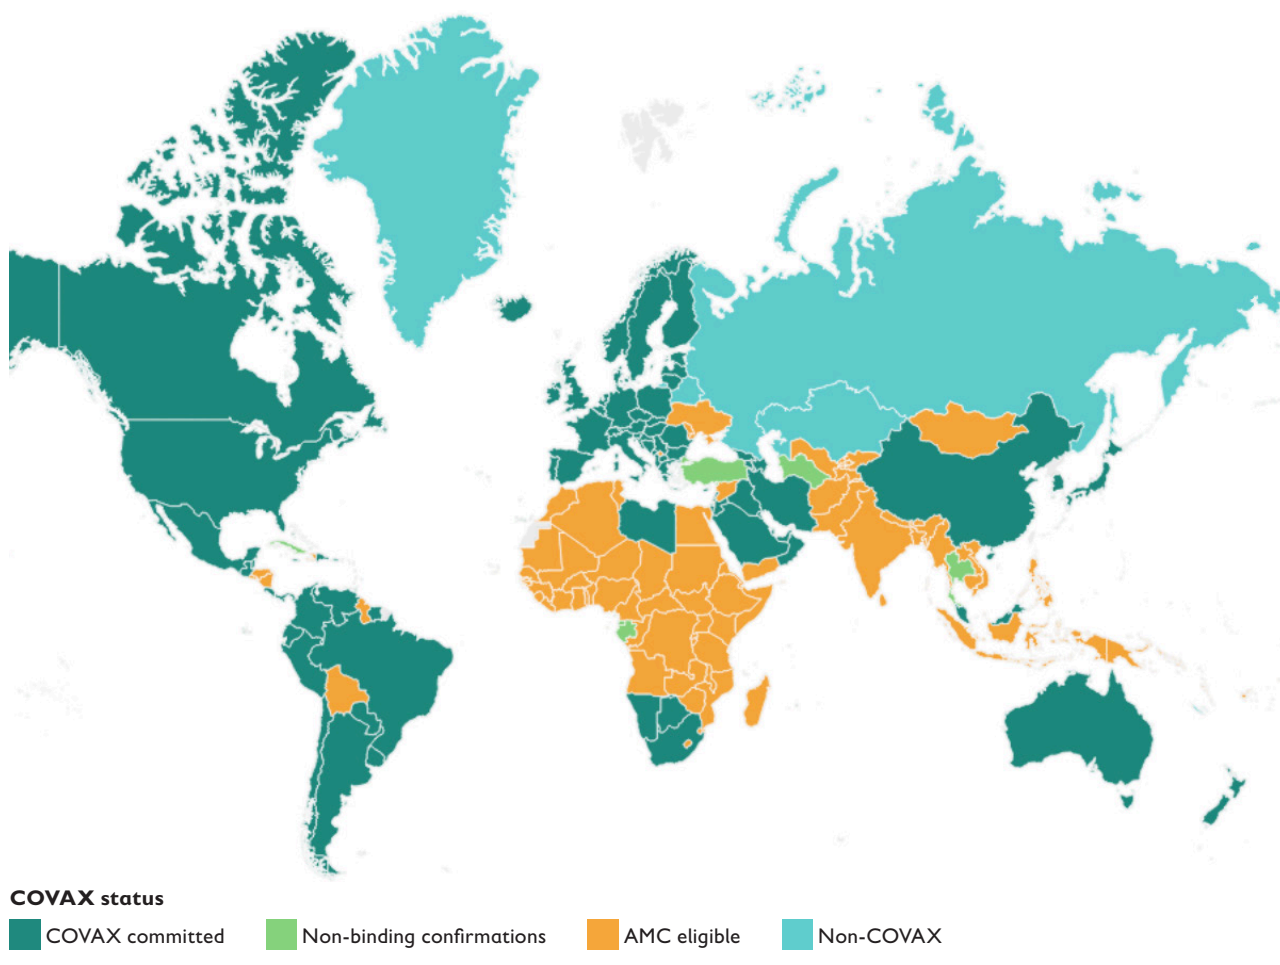 COVAX status
COVAX committed
Non-binding confirmations
AMC eligible
Non-COVAX